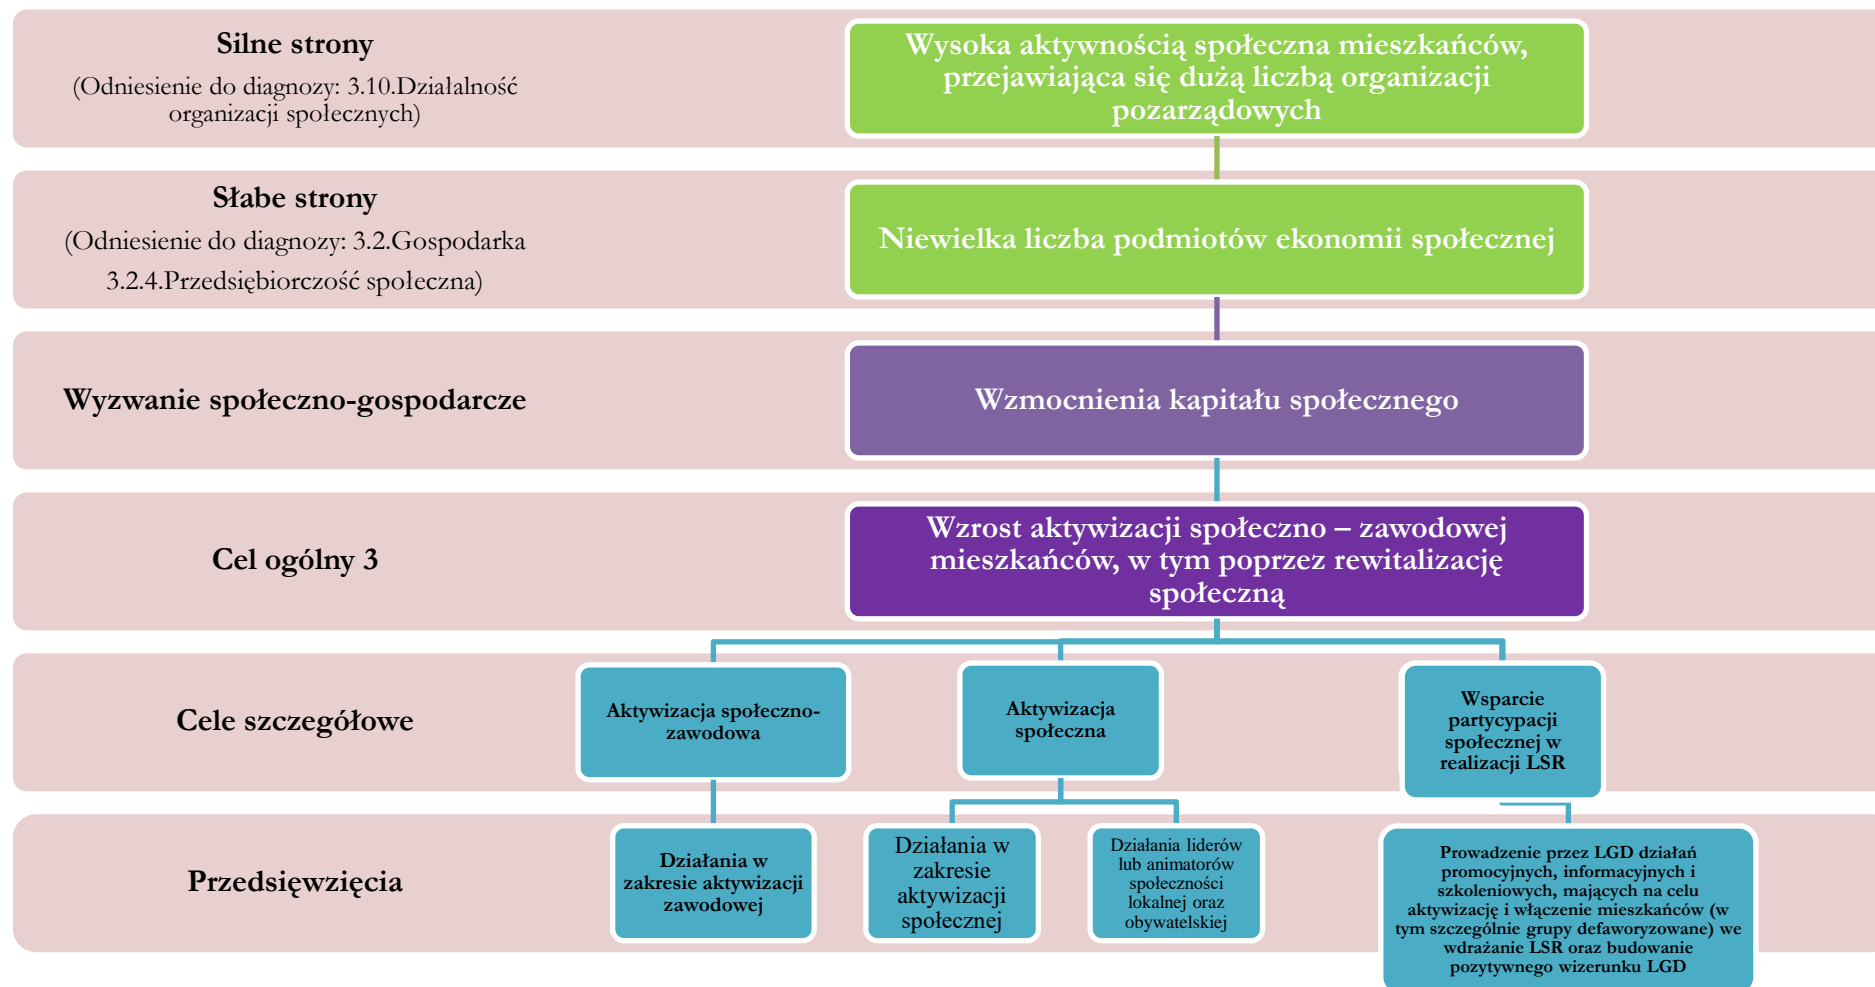 Silne strony
(Odniesienie do diagnozy: 3.10.Działalność
organizacji społecznych)
Wysoka aktywnością społeczna mieszkańców,
przejawiająca się dużą liczbą organizacji
pozarządowych
Słabe strony
(Odniesienie do diagnozy: 3.2.Gospodarka
3.2.4.Przedsiębiorczość społeczna)
Niewielka liczba podmiotów ekonomii społecznej
Wyzwanie społeczno-gospodarcze
Wzmocnienia kapitału społecznego
Cel ogólny 3
Wzrost aktywizacji społeczno – zawodowej
mieszkańców, w tym poprzez rewitalizację
społeczną
Cele szczegółowe
Aktywizacja społeczno-
zawodowa
Aktywizacja
społeczna
Wsparcie
partycypacji
społecznej w
realizacji LSR
Przedsięwzięcia
Działania w
zakresie aktywizacji
zawodowej
Działania w
zakresie
aktywizacji
społecznej
Działania liderów
lub animatorów
społeczności
lokalnej oraz
obywatelskiej
Prowadzenie przez LGD działań
promocyjnych, informacyjnych i
szkoleniowych, mających na celu
aktywizację i włączenie mieszkańców (w
tym szczególnie grupy defaworyzowane) we
wdrażanie LSR oraz budowanie
pozytywnego wizerunku LGD